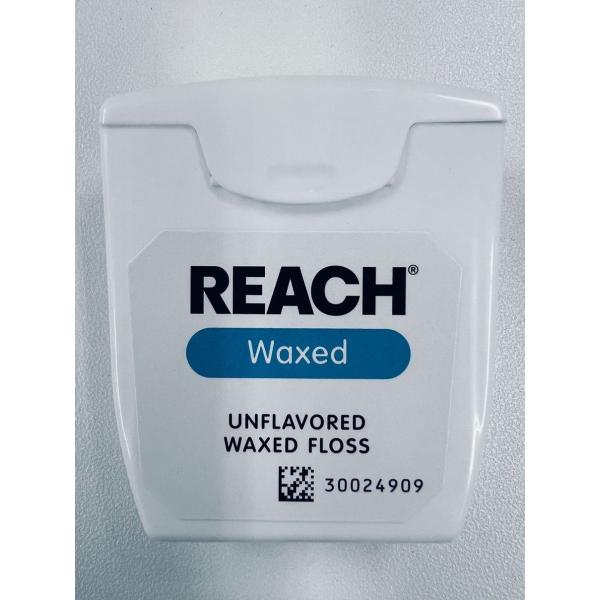 REACH®
Waxed
UNFLAVORED
WAXED FLOSS
30024909